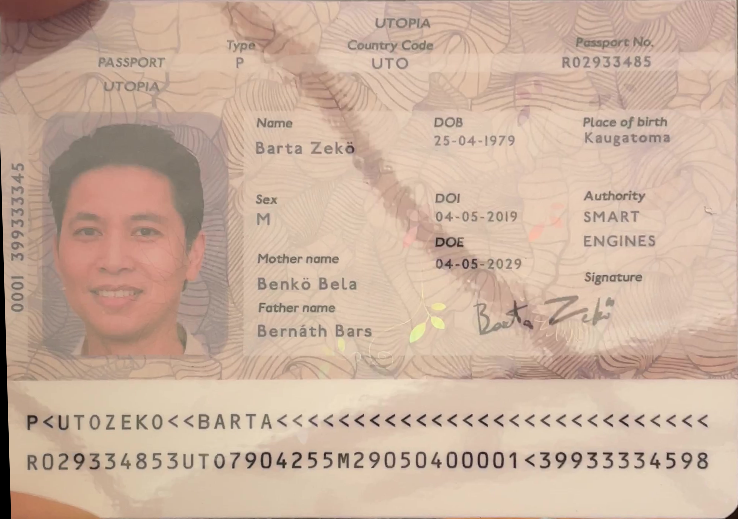 UTOPIA
Type Country Code Passport No.
PASSPORT P UTO R02933485
UTOPIA
Name DOB Place of birth
Barta Zekö 25-04-1979 Kaugatoma
Sex DOI Authority
M 04-05-2019 SMART
DOE ENGINES
Mother name 04-05-2029
Benkö Bela Signature
Father name
Bernáth Bars Barta Zekö
0001 399333345
P<UTOZEKO<<BARTA<<<<<<<<<<<<<<<<<<<<<<<<<<<<
R029334853UTO7904255M29050400001<39933334598